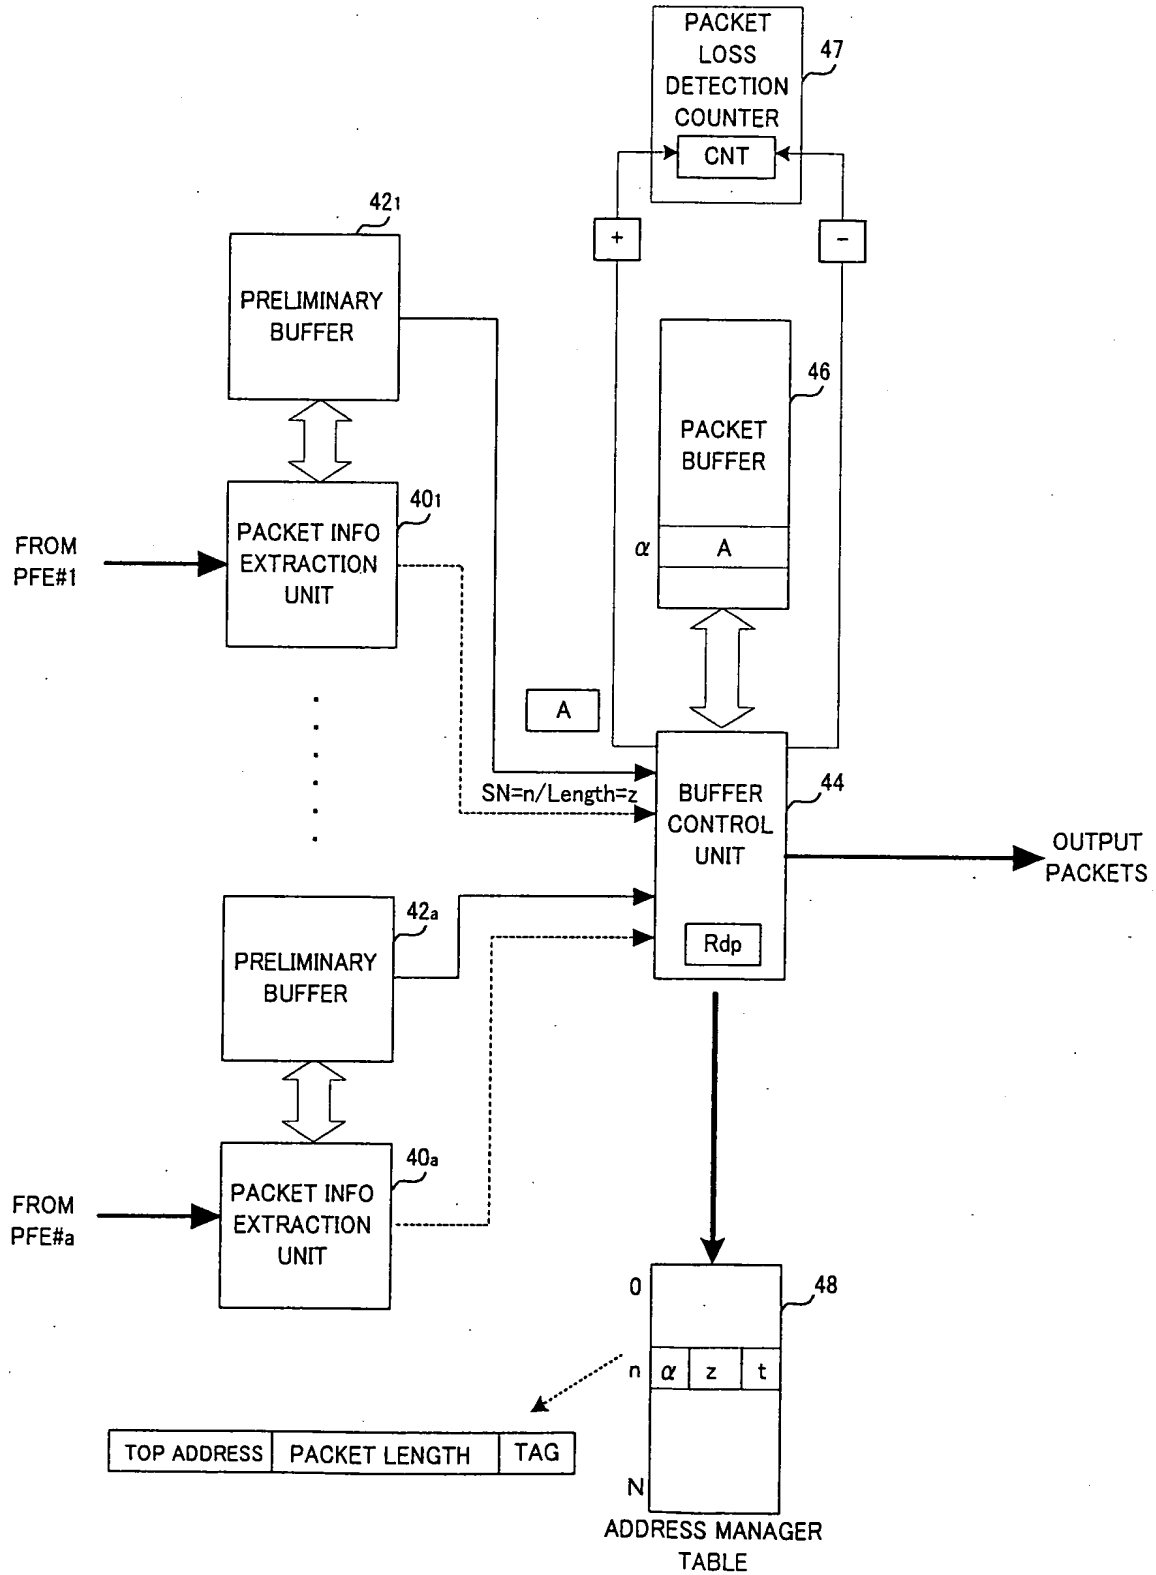 PACKET
LOSS
DETECTION
COUNTER
47
CNT
+
-
421
PRELIMINARY
BUFFER
46
PACKET
BUFFER
α
A
401
PACKET INFO
EXTRACTION
UNIT
FROM
PFE#1
A
SN=n/Length=z
BUFFER
CONTROL
UNIT
44
Rdp
OUTPUT
PACKETS
42a
PRELIMINARY
BUFFER
40a
PACKET INFO
EXTRACTION
UNIT
FROM
PFE#a
0
48
n
α z t
N
TOP ADDRESS PACKET LENGTH TAG
ADDRESS MANAGER
TABLE